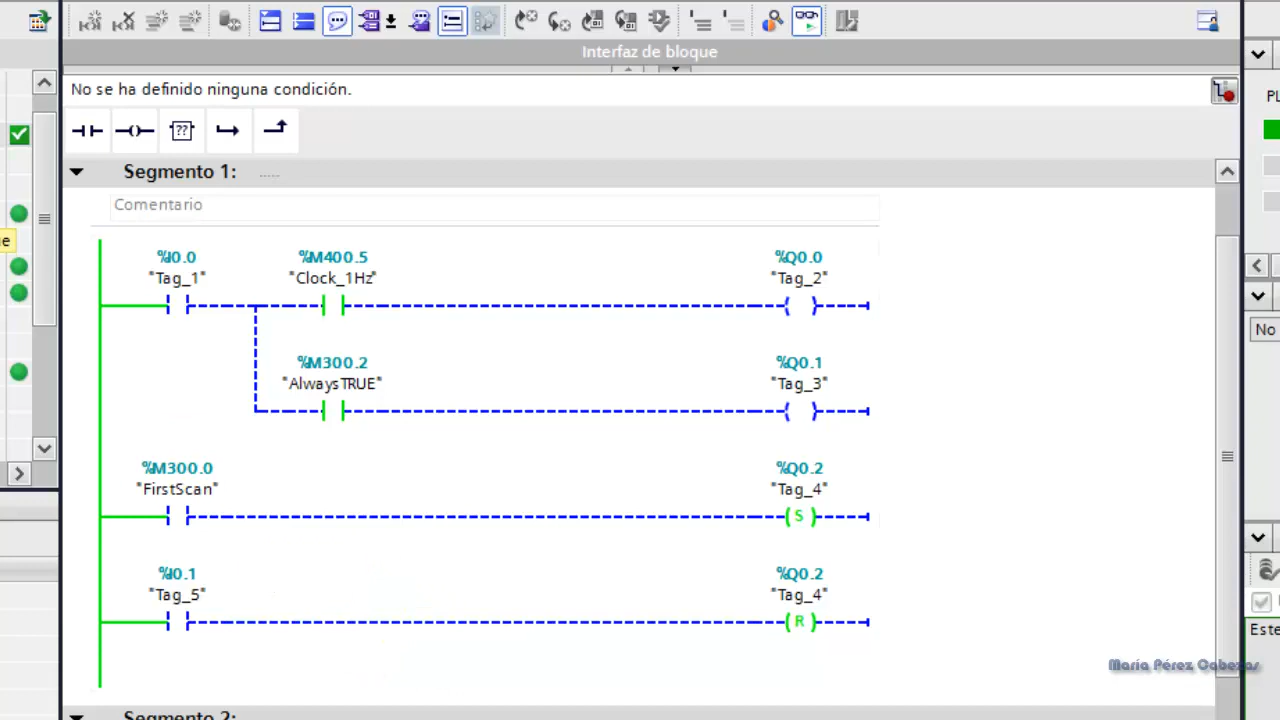 Interfaz de bloque
No se ha definido ninguna condición.
??
Segmento 1: .....
Comentario
%I0.0 %M400.5 %Q0.0
"Tag_1" "Clock_1Hz" "Tag_2"
%M300.2 %Q0.1
"AlwaysTRUE" "Tag_3"
%M300.0 %Q0.2
"FirstScan" "Tag_4"
S
%I0.1 %Q0.2
"Tag_5" "Tag_4"
R
Segmento 2:
PL
No
Este
María Pérez Cabezas